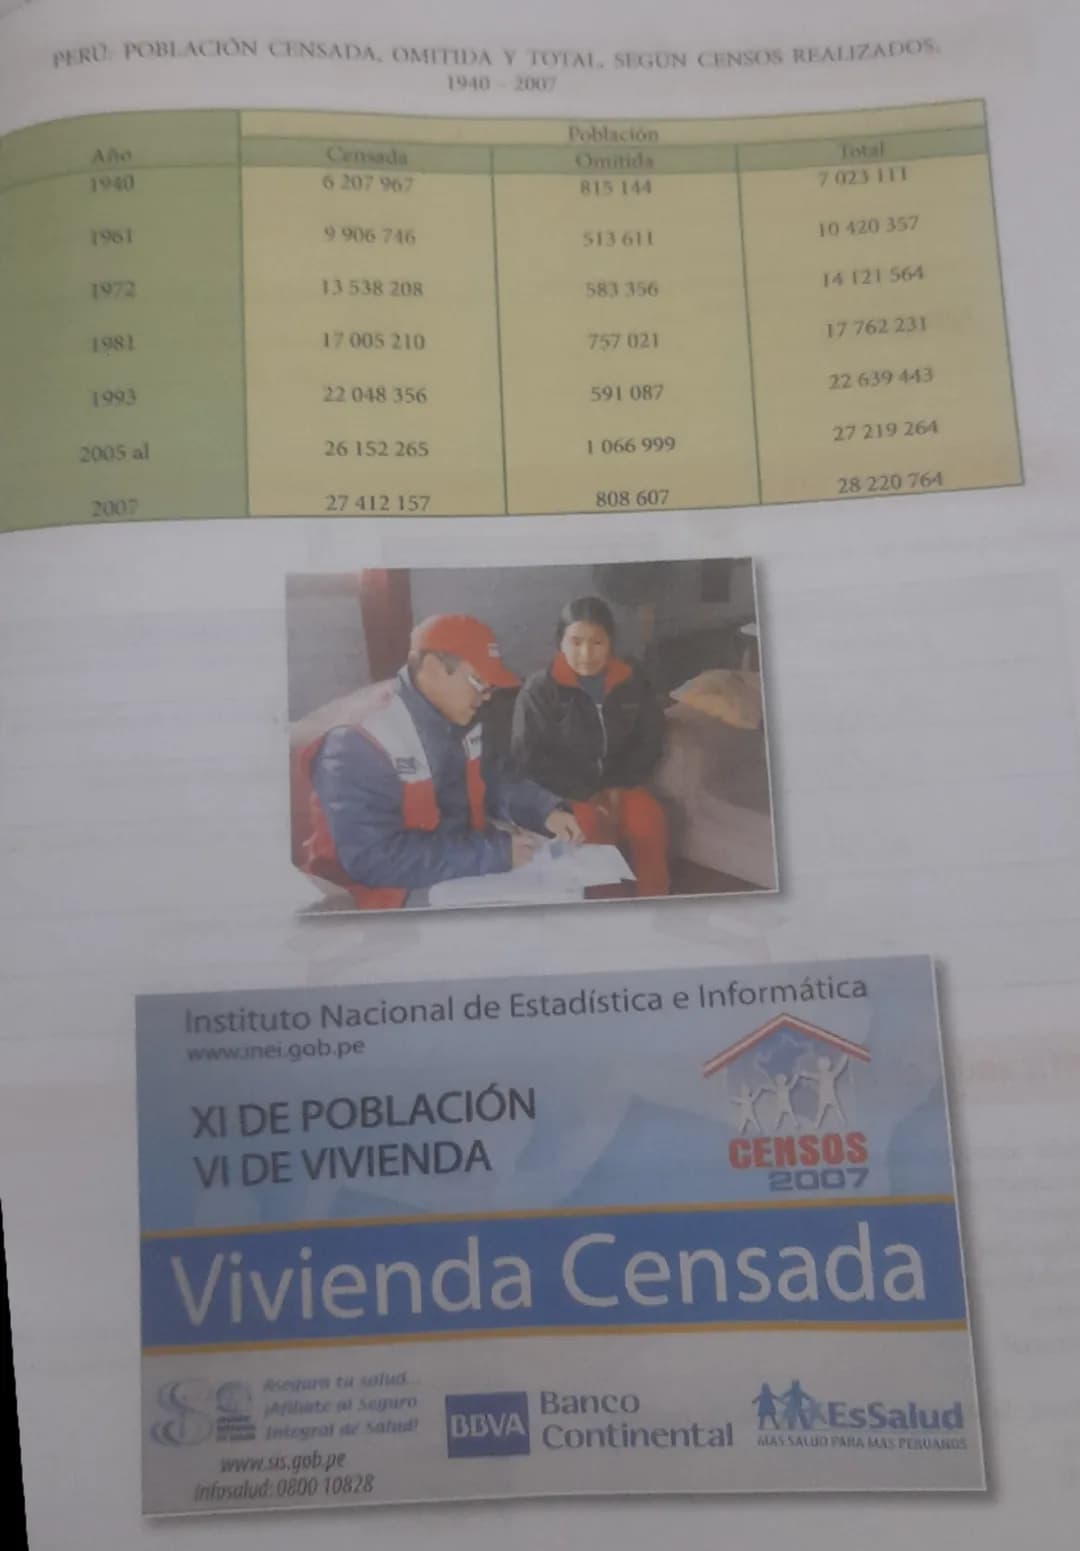 PERÚ: POBLACIÓN CENSADA, OMITIDA Y TOTAL, SEGÚN CENSOS REALIZADOS,
1940 - 2007
Población
Año Censada Omitida Total
1940 6 207 967 815 144 7 023 111
1961 9 906 746 513 611 10 420 357
1972 13 538 208 583 356 14 121 564
1981 17 005 210 757 021 17 762 231
1993 22 048 356 591 087 22 639 443
2005 al 26 152 265 1 066 999 27 219 264
2007 27 412 157 808 607 28 220 764
Instituto Nacional de Estadística e Informática
www.inei.gob.pe
XI DE POBLACIÓN
VI DE VIVIENDA
CENSOS
2007
Vivienda Censada
Asegura tu salud...
¡Afíliate al Seguro
Integral de Salud!
www.sis.gob.pe
Infosalud: 0800 10828
BBVA Banco
Continental
EsSalud
MÁS SALUD PARA MÁS PERUANOS